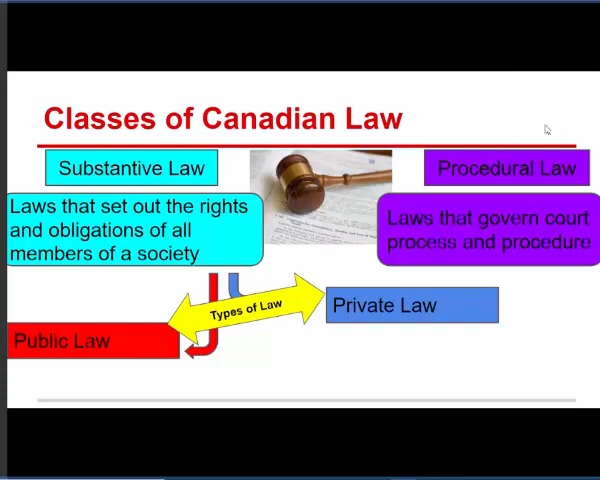 Classes of Canadian Law
Substantive Law
Procedural Law
Laws that set out the rights
and obligations of all
members of a society
Laws that govern court
process and procedure
Types of Law
Private Law
Public Law